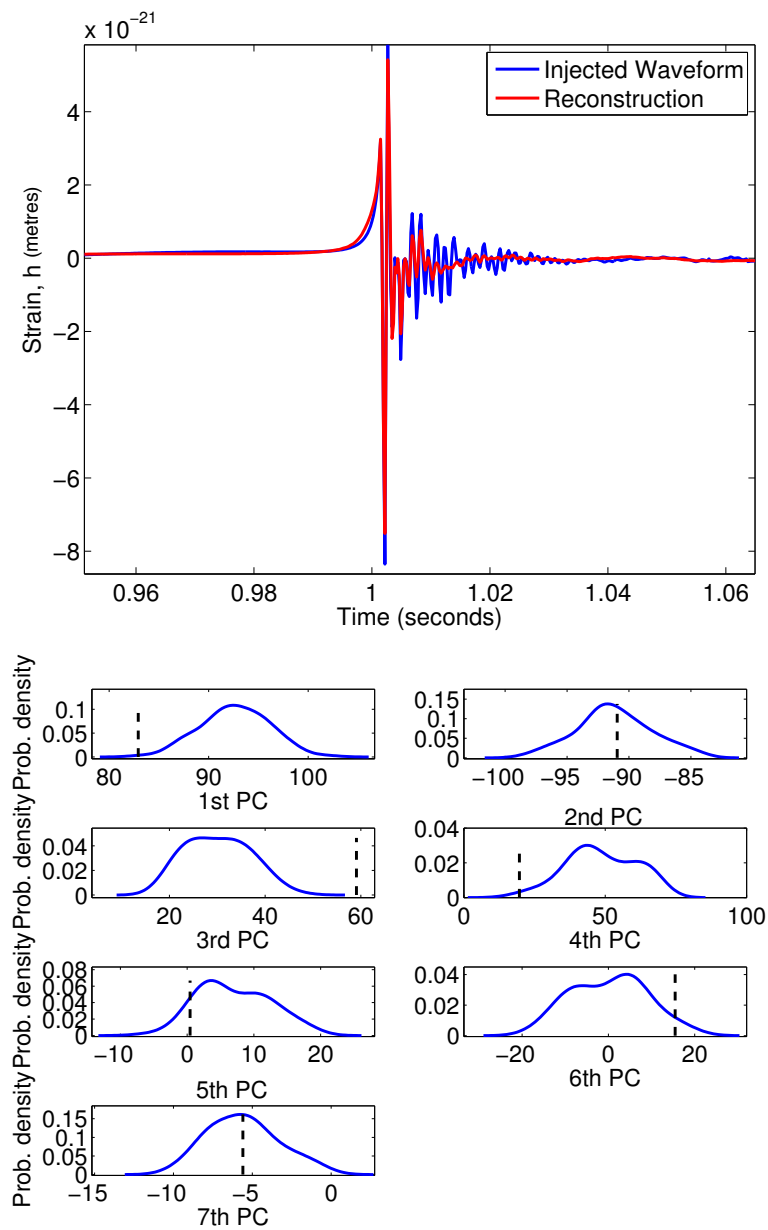 x 10^−21
Injected Waveform
Reconstruction
4
2
0
−2
−4
−6
−8
Strain, h (metres)
0.96 0.98 1 1.02 1.04 1.06
Time (seconds)
Prob. density
0.1
0.05
0
80 90 100
1st PC
0.15
0.1
0.05
0
−100 −95 −90 −85
2nd PC
Prob. density
0.04
0.02
0
20 40 60
3rd PC
0.04
0.02
0
0 50 100
4th PC
Prob. density
0.08
0.06
0.04
0.02
0
−10 0 10 20
5th PC
0.04
0.02
0
−20 0 20
6th PC
Prob. density
0.15
0.1
0.05
0
−15 −10 −5 0
7th PC